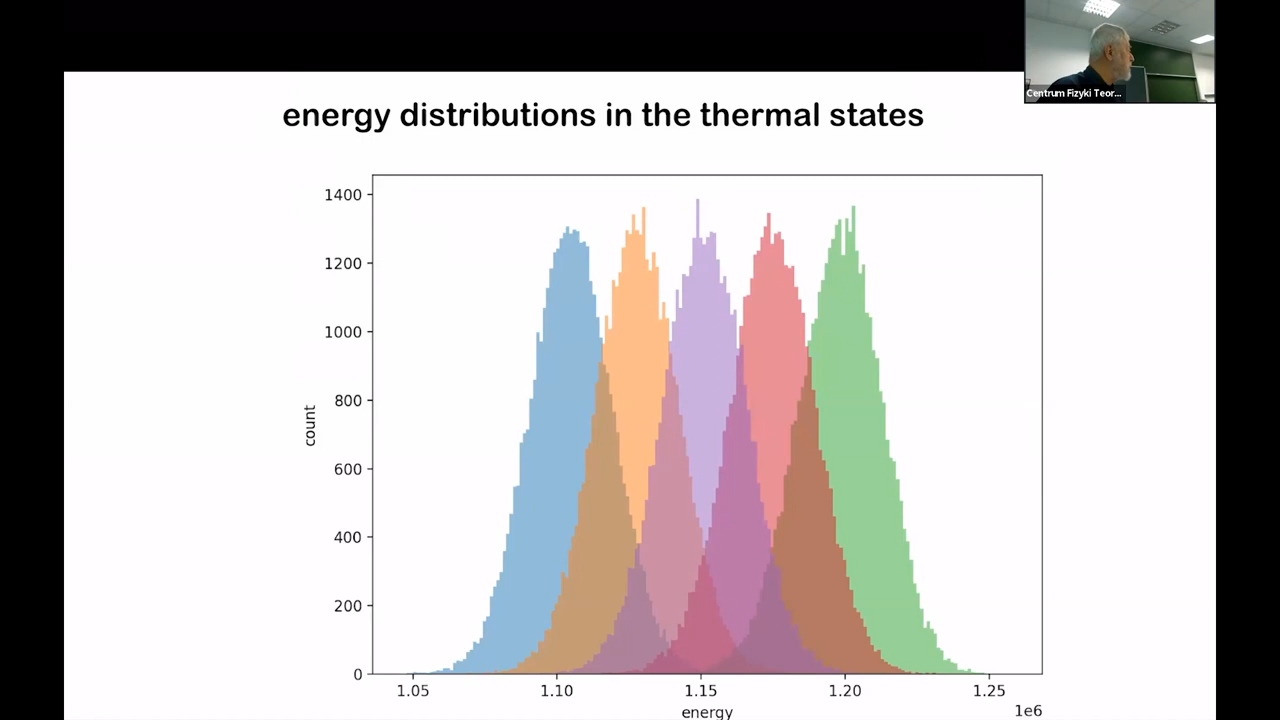 Centrum Fizyki Teor...
energy distributions in the thermal states
1400
1200
1000
800
600
400
200
0
count
1.05 1.10 1.15 1.20 1.25
energy
1e6